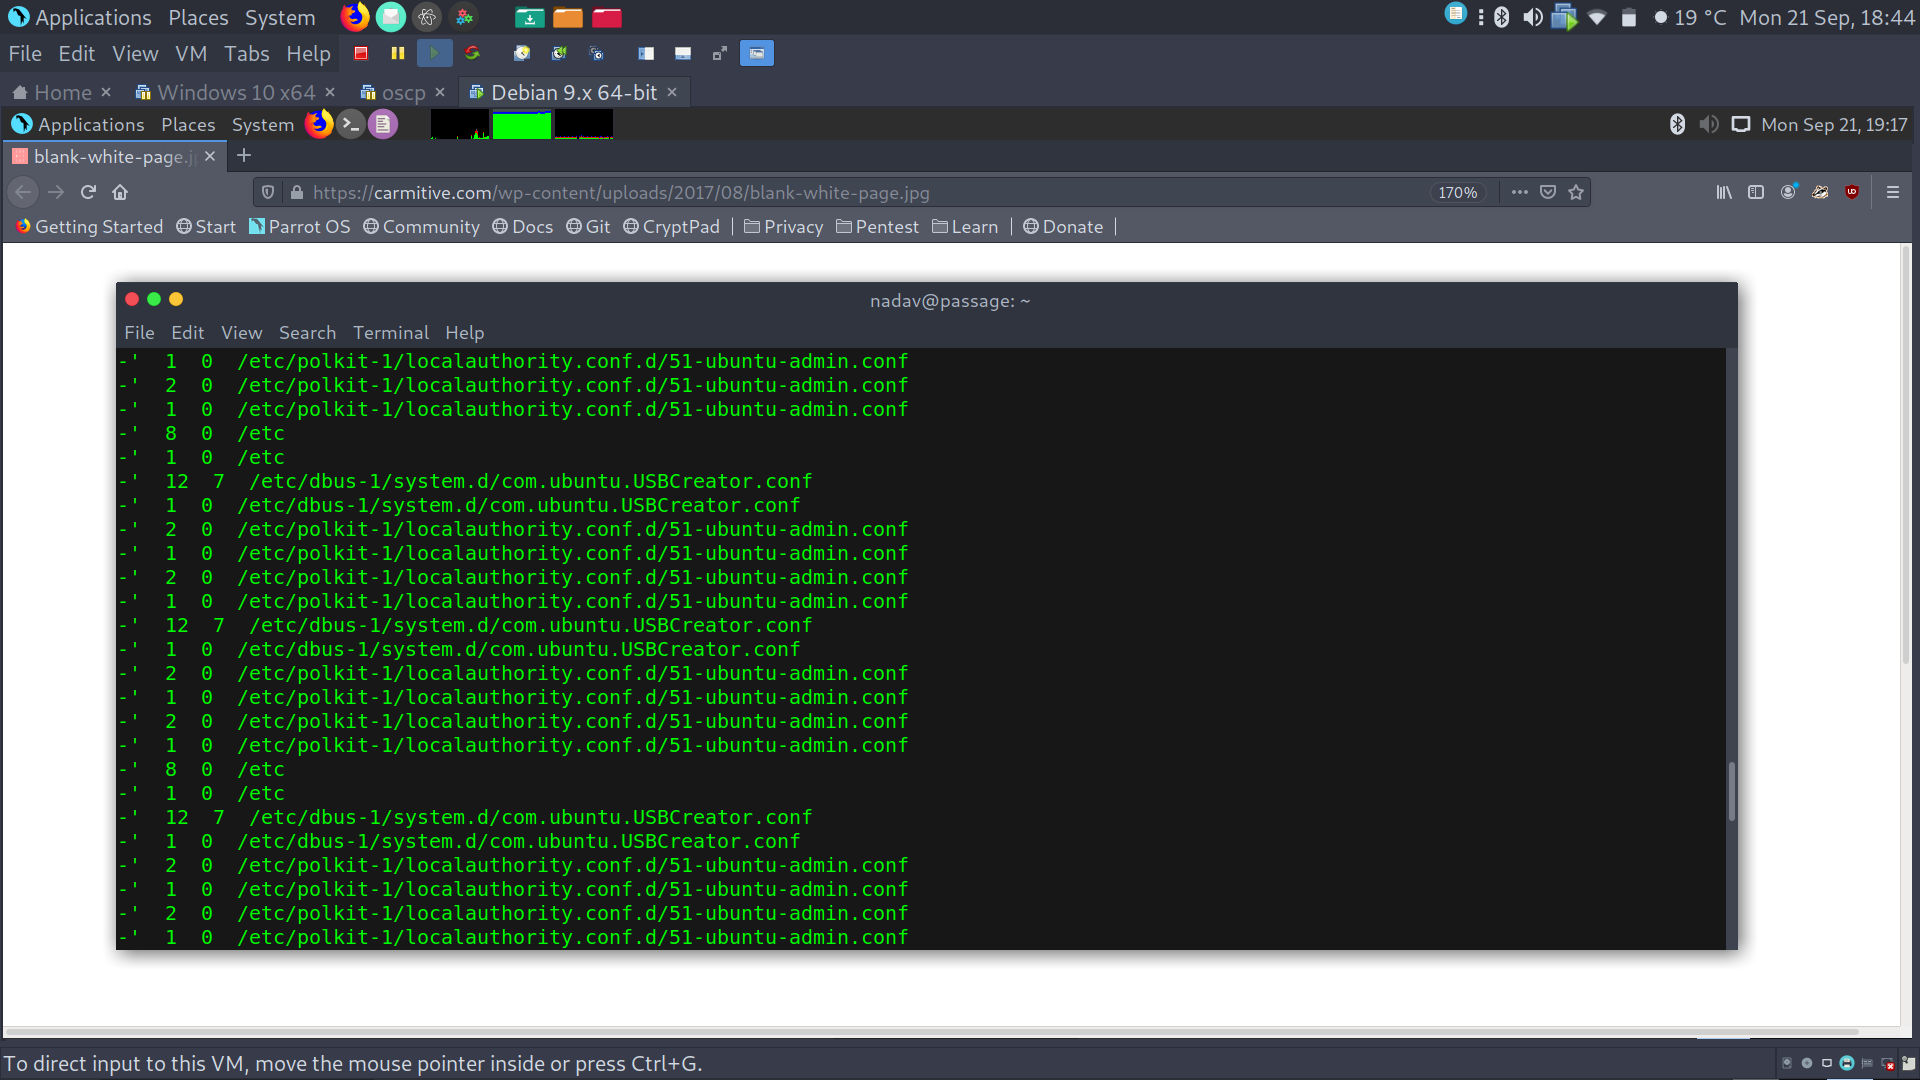 Applications Places System 19 °C Mon 21 Sep, 18:44
File Edit View VM Tabs Help
Home × Windows 10 x64 × oscp × Debian 9.x 64-bit ×
Applications Places System Mon Sep 21, 19:17
blank-white-page.j × +
https://carmitive.com/wp-content/uploads/2017/08/blank-white-page.jpg 170%
Getting Started Start Parrot OS Community Docs Git CryptPad Privacy Pentest Learn Donate
nadav@passage: ~
File Edit View Search Terminal Help
-' 1 0 /etc/polkit-1/localauthority.conf.d/51-ubuntu-admin.conf
-' 2 0 /etc/polkit-1/localauthority.conf.d/51-ubuntu-admin.conf
-' 1 0 /etc/polkit-1/localauthority.conf.d/51-ubuntu-admin.conf
-' 8 0 /etc
-' 1 0 /etc
-' 12 7 /etc/dbus-1/system.d/com.ubuntu.USBCreator.conf
-' 1 0 /etc/dbus-1/system.d/com.ubuntu.USBCreator.conf
-' 2 0 /etc/polkit-1/localauthority.conf.d/51-ubuntu-admin.conf
-' 1 0 /etc/polkit-1/localauthority.conf.d/51-ubuntu-admin.conf
-' 2 0 /etc/polkit-1/localauthority.conf.d/51-ubuntu-admin.conf
-' 1 0 /etc/polkit-1/localauthority.conf.d/51-ubuntu-admin.conf
-' 12 7 /etc/dbus-1/system.d/com.ubuntu.USBCreator.conf
-' 1 0 /etc/dbus-1/system.d/com.ubuntu.USBCreator.conf
-' 2 0 /etc/polkit-1/localauthority.conf.d/51-ubuntu-admin.conf
-' 1 0 /etc/polkit-1/localauthority.conf.d/51-ubuntu-admin.conf
-' 2 0 /etc/polkit-1/localauthority.conf.d/51-ubuntu-admin.conf
-' 1 0 /etc/polkit-1/localauthority.conf.d/51-ubuntu-admin.conf
-' 8 0 /etc
-' 1 0 /etc
-' 12 7 /etc/dbus-1/system.d/com.ubuntu.USBCreator.conf
-' 1 0 /etc/dbus-1/system.d/com.ubuntu.USBCreator.conf
-' 2 0 /etc/polkit-1/localauthority.conf.d/51-ubuntu-admin.conf
-' 1 0 /etc/polkit-1/localauthority.conf.d/51-ubuntu-admin.conf
-' 2 0 /etc/polkit-1/localauthority.conf.d/51-ubuntu-admin.conf
-' 1 0 /etc/polkit-1/localauthority.conf.d/51-ubuntu-admin.conf
To direct input to this VM, move the mouse pointer inside or press Ctrl+G.